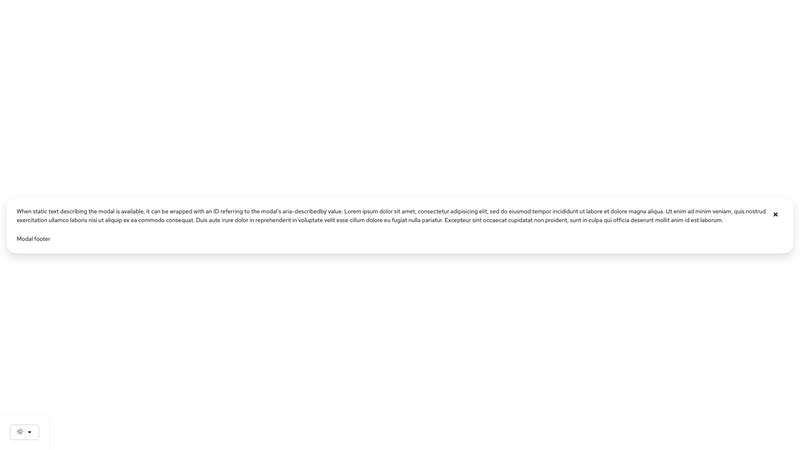 When static text describing the modal is available, it can be wrapped with an ID referring to the modal's aria-describedby value. Lorem ipsum dolor sit amet, consectetur adipisicing elit, sed do eiusmod tempor incididunt ut labore et dolore magna aliqua. Ut enim ad minim veniam, quis nostrud
exercitation ullamco laboris nisi ut aliquip ex ea commodo consequat. Duis aute irure dolor in reprehenderit in voluptate velit esse cillum dolore eu fugiat nulla pariatur. Excepteur sint occaecat cupidatat non proident, sunt in culpa qui officia deserunt mollit anim id est laborum.
Modal footer